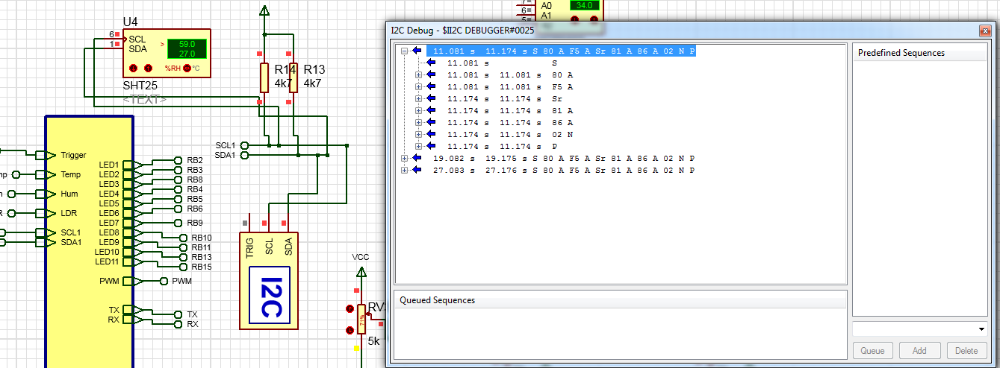 U4
6 SCL
1 SDA
>
59.0
27.0
%RH °C
SHT25
<TEXT>
R14
4k7
R13
4k7
SCL1
SDA1
Trigger
Temp
Hum
LDR
SCL1
SDA1
LED1
LED2
LED3
LED4
LED5
LED6
LED7
LED8
LED9
LED10
LED11
PWM
TX
RX
RB2
RB3
RB8
RB4
RB5
RB6
RB9
RB10
RB11
RB13
RB15
PWM
TX
RX
TRIG
SCL
SDA
I2C
VCC
71%
5k
6
A0
A1
34.0
I2C Debug - $II2C DEBUGGER#0025
11.081 s 11.174 s S 80 A F5 A Sr 81 A 86 A 02 N P
11.081 s S
11.081 s 11.081 s 80 A
11.081 s 11.081 s F5 A
11.174 s 11.174 s Sr
11.174 s 11.174 s 81 A
11.174 s 11.174 s 86 A
11.174 s 11.174 s 02 N
11.174 s 11.174 s P
19.082 s 19.175 s S 80 A F5 A Sr 81 A 86 A 02 N P
27.083 s 27.176 s S 80 A F5 A Sr 81 A 86 A 02 N P
Predefined Sequences
Queued Sequences
Queue
Add
Delete